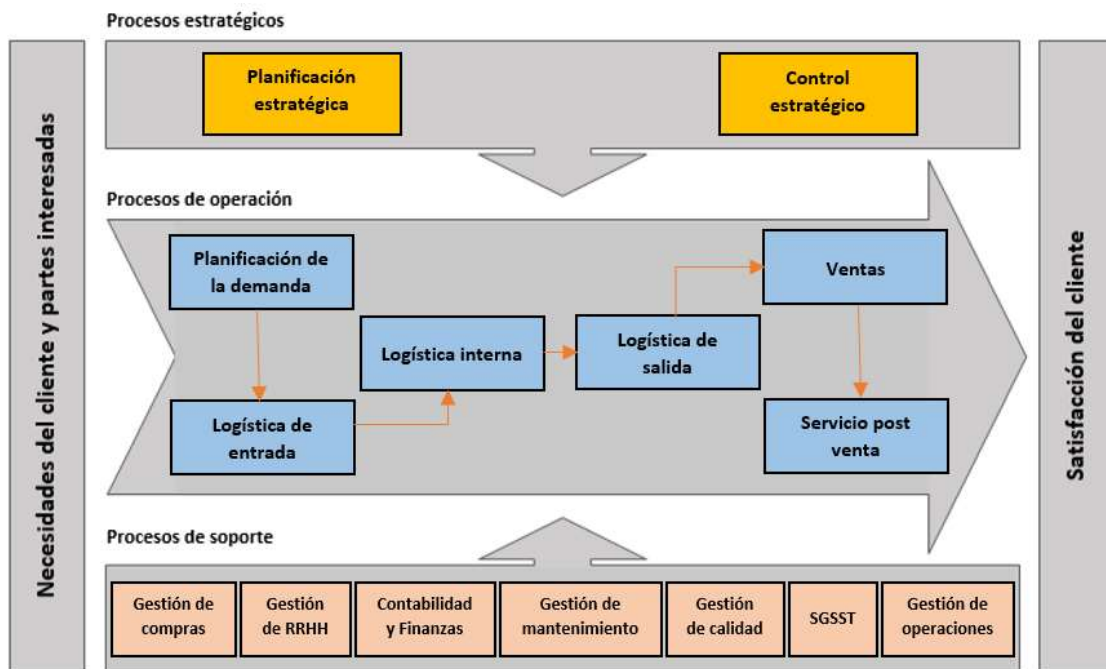 Procesos estratégicos
Necesidades del cliente y partes interesadas
Planificación
estratégica
Control
estratégico
Procesos de operación
Planificación de
la demanda
Logística de
entrada
Logística interna
Logística de
salida
Ventas
Servicio post
venta
Satisfacción del cliente
Procesos de soporte
Gestión de
compras
Gestión
de RRHH
Contabilidad
y Finanzas
Gestión de
mantenimiento
Gestión
de calidad
SGSST
Gestión de
operaciones